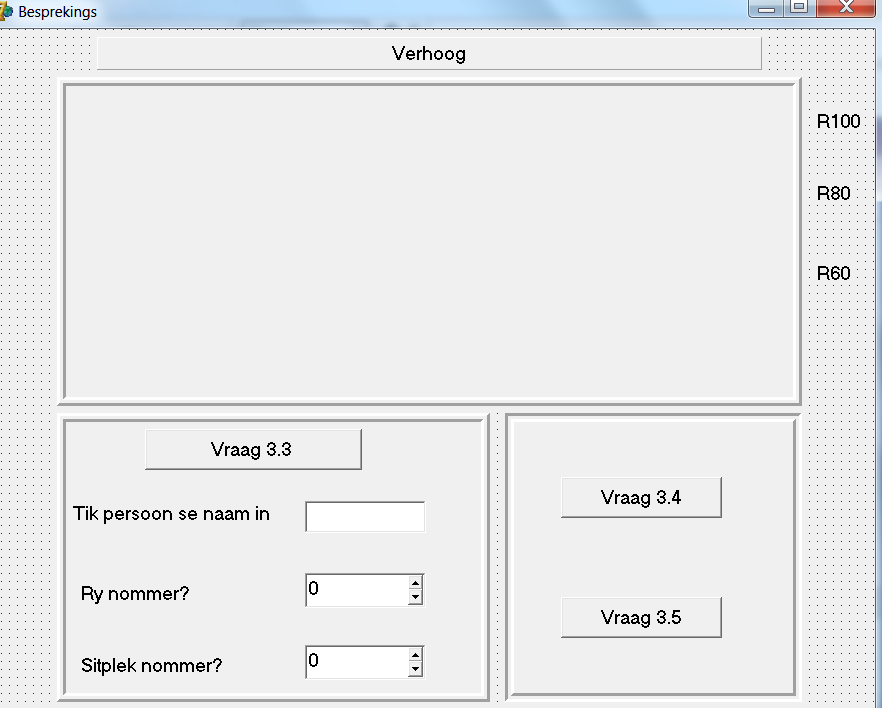 Besprekings
Verhoog
R100
R80
R60
Vraag 3.3
Tik persoon se naam in
Ry nommer?
0
Sitplek nommer?
0
Vraag 3.4
Vraag 3.5